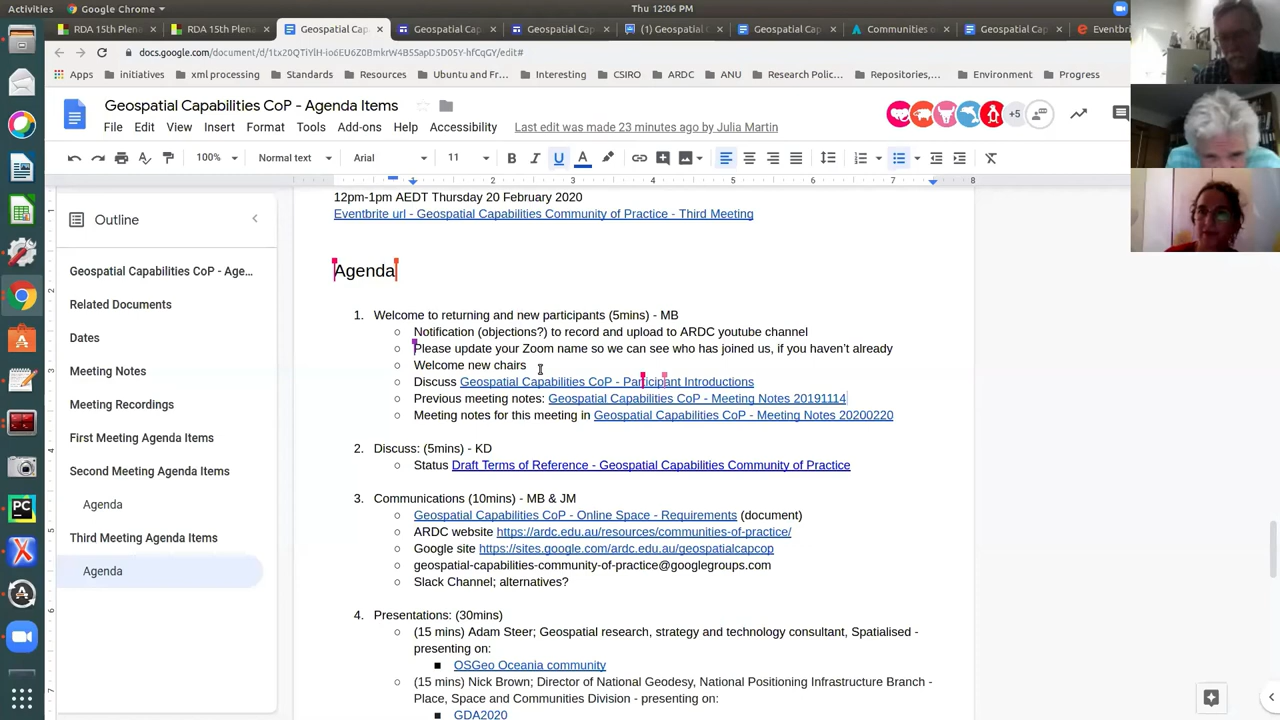 Activities
Google Chrome
Thu 12:06 PM
RDA 15th Plena
RDA 15th Plena
Geospatial Cap
Geospatial Cap
Geospatial Cap
(1) Geospatial C
Geospatial Cap
Communities o
Geospatial Cap
Eventbri
docs.google.com/document/d/
/edit#
Apps
initiatives
xml processing
Standards
Resources
Ubuntu and Fr...
Interesting
CSIRO
ARDC
ANU
Research Polic...
Repositories,...
Environment
Progress
Geospatial Capabilities CoP - Agenda Items
+5
File Edit View Insert Format Tools Add-ons Help Accessibility
Last edit was made 23 minutes ago by Julia Martin
100% Normal text Arial 11 B I U A
1 2 3 4 5 6 7 8
Outline
Geospatial Capabilities CoP - Age...
Related Documents
Dates
Meeting Notes
Meeting Recordings
First Meeting Agenda Items
Second Meeting Agenda Items
Agenda
Third Meeting Agenda Items
Agenda
12pm-1pm AEDT Thursday 20 February 2020
Eventbrite url - Geospatial Capabilities Community of Practice - Third Meeting
Agenda
1. Welcome to returning and new participants (5mins) - MB
○ Notification (objections?) to record and upload to ARDC youtube channel
○ Please update your Zoom name so we can see who has joined us, if you haven’t already
○ Welcome new chairs
○ Discuss Geospatial Capabilities CoP - Participant Introductions
○ Previous meeting notes: Geospatial Capabilities CoP - Meeting Notes 20191114
○ Meeting notes for this meeting in Geospatial Capabilities CoP - Meeting Notes 20200220
2. Discuss: (5mins) - KD
○ Status Draft Terms of Reference - Geospatial Capabilities Community of Practice
3. Communications (10mins) - MB & JM
○ Geospatial Capabilities CoP - Online Space - Requirements (document)
○ ARDC website https://ardc.edu.au/resources/communities-of-practice/
○ Google site https://sites.google.com/ardc.edu.au/geospatialcapcop
○ geospatial-capabilities-community-of-practice@googlegroups.com
○ Slack Channel; alternatives?
4. Presentations: (30mins)
○ (15 mins) Adam Steer; Geospatial research, strategy and technology consultant, Spatialised -
presenting on:
■ OSGeo Oceania community
○ (15 mins) Nick Brown; Director of National Geodesy, National Positioning Infrastructure Branch -
Place, Space and Communities Division - presenting on:
■ GDA2020